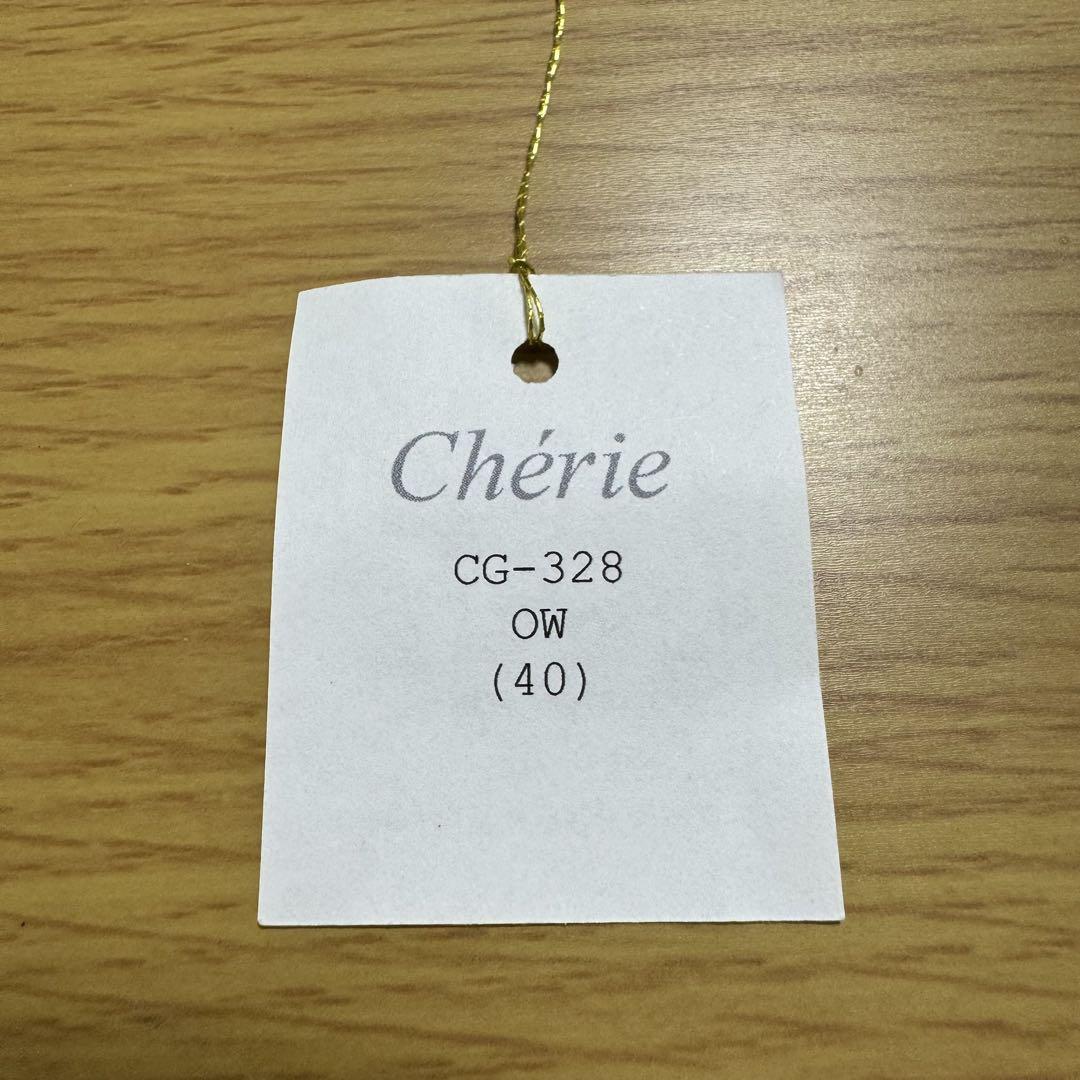 Chérie
CG-328
OW
(40)